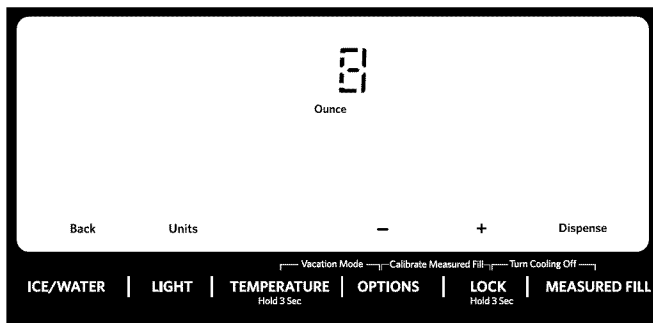 8
Ounce
Back Units – + Dispense
Vacation Mode Calibrate Measured Fill Turn Cooling Off
ICE/WATER | LIGHT | TEMPERATURE | OPTIONS | LOCK | MEASURED FILL
Hold 3 Sec Hold 3 Sec